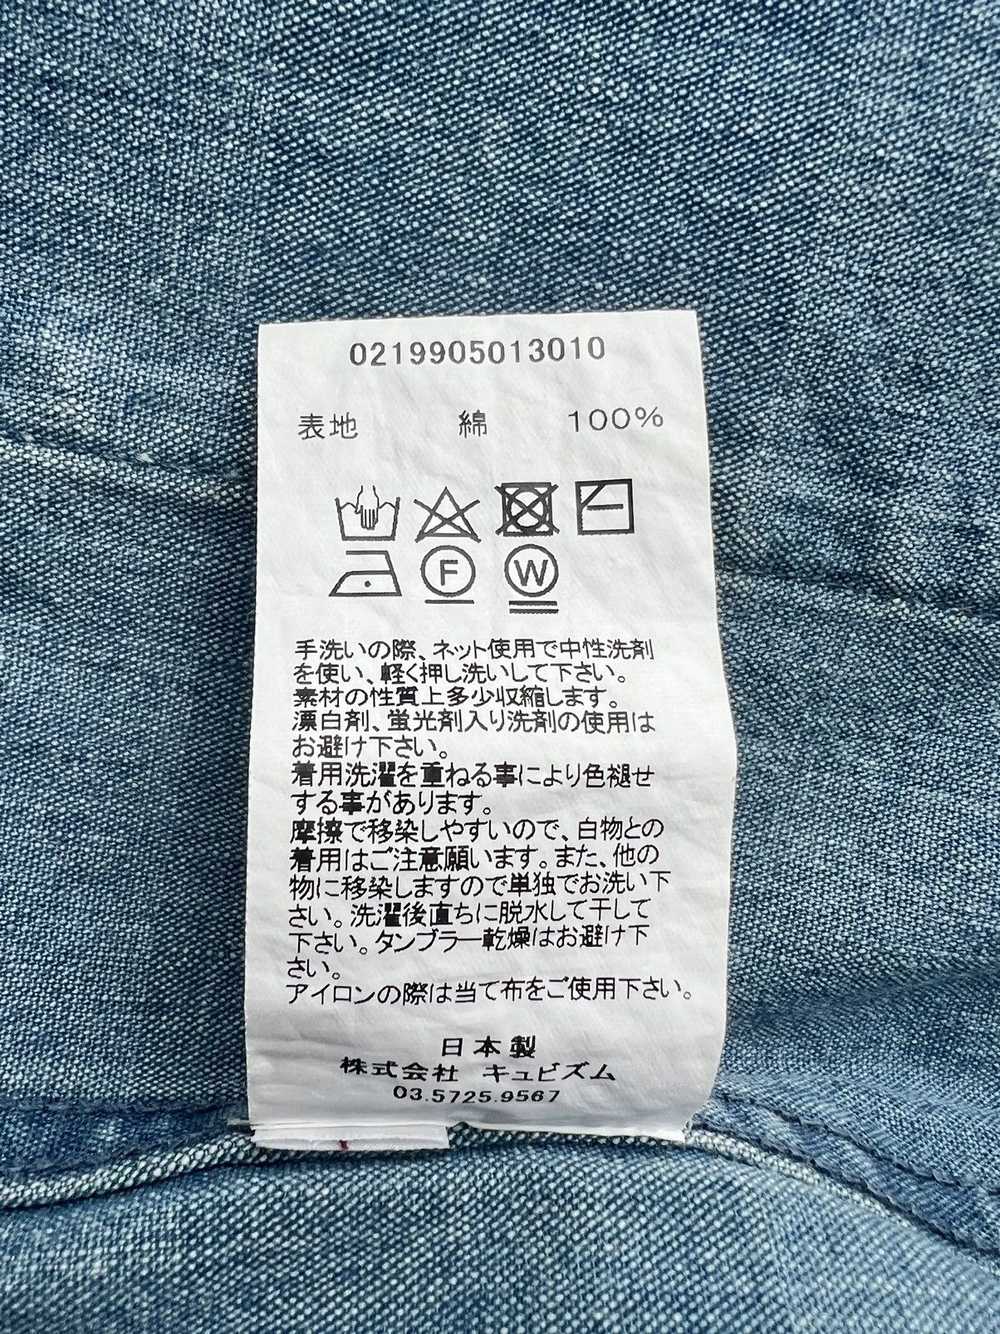 0219905013010
表地 綿 100%
F W
手洗いの際、ネット使用で中性洗剤
を使い、軽く押し洗いして下さい。
素材の性質上多少収縮します。
漂白剤、蛍光剤入り洗剤の使用は
お避け下さい。
着用洗濯を重ねる事により色褪せ
する事があります。
摩擦で移染しやすいので、白物との
着用はご注意願います。また、他の
物に移染しますので単独でお洗い下
さい。洗濯後直ちに脱水して干して
下さい。タンブラー乾燥はお避け下
さい。
アイロンの際は当て布をご使用下さい。
日本製
株式会社 キュビズム
03.5725.9567